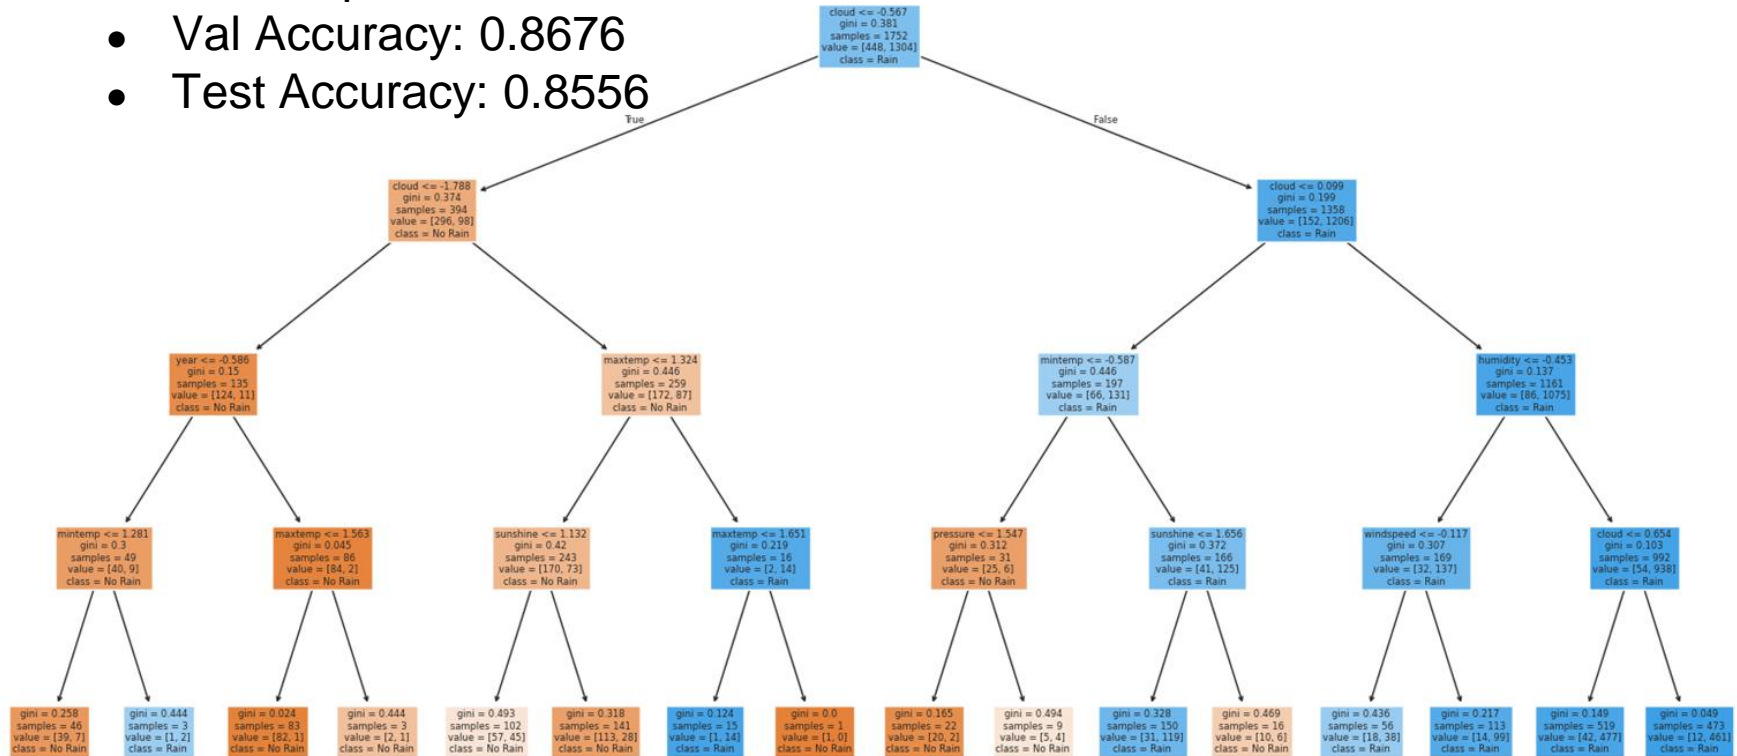 ● Val Accuracy: 0.8676
● Test Accuracy: 0.8556
cloud <= -0.567
gini = 0.381
samples = 1752
value = [448, 1304]
class = Rain
True
False
cloud <= -1.788
gini = 0.374
samples = 394
value = [296, 98]
class = No Rain
cloud <= 0.099
gini = 0.199
samples = 1358
value = [152, 1206]
class = Rain
year <= -0.586
gini = 0.15
samples = 135
value = [124, 11]
class = No Rain
maxtemp <= 1.324
gini = 0.446
samples = 259
value = [172, 87]
class = No Rain
mintemp <= -0.587
gini = 0.446
samples = 197
value = [66, 131]
class = Rain
humidity <= -0.453
gini = 0.137
samples = 1161
value = [86, 1075]
class = Rain
mintemp <= 1.281
gini = 0.3
samples = 49
value = [40, 9]
class = No Rain
maxtemp <= 1.563
gini = 0.045
samples = 86
value = [84, 2]
class = No Rain
sunshine <= 1.132
gini = 0.42
samples = 243
value = [170, 73]
class = No Rain
maxtemp <= 1.651
gini = 0.219
samples = 16
value = [2, 14]
class = Rain
pressure <= 1.547
gini = 0.312
samples = 31
value = [25, 6]
class = No Rain
sunshine <= 1.656
gini = 0.372
samples = 166
value = [41, 125]
class = Rain
windspeed <= -0.117
gini = 0.307
samples = 169
value = [32, 137]
class = Rain
cloud <= 0.654
gini = 0.103
samples = 992
value = [54, 938]
class = Rain
gini = 0.258
samples = 46
value = [39, 7]
class = No Rain
gini = 0.444
samples = 3
value = [1, 2]
class = Rain
gini = 0.024
samples = 83
value = [82, 1]
class = No Rain
gini = 0.444
samples = 3
value = [2, 1]
class = No Rain
gini = 0.493
samples = 102
value = [57, 45]
class = No Rain
gini = 0.318
samples = 141
value = [113, 28]
class = No Rain
gini = 0.124
samples = 15
value = [1, 14]
class = Rain
gini = 0.0
samples = 1
value = [1, 0]
class = No Rain
gini = 0.165
samples = 22
value = [20, 2]
class = No Rain
gini = 0.494
samples = 9
value = [5, 4]
class = No Rain
gini = 0.328
samples = 150
value = [31, 119]
class = Rain
gini = 0.469
samples = 16
value = [10, 6]
class = No Rain
gini = 0.436
samples = 56
value = [18, 38]
class = Rain
gini = 0.217
samples = 113
value = [14, 99]
class = Rain
gini = 0.149
samples = 519
value = [42, 477]
class = Rain
gini = 0.049
samples = 473
value = [12, 461]
class = Rain